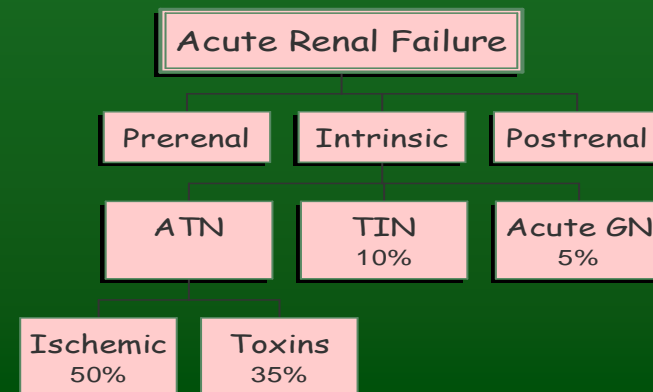 Acute Renal Failure
Prerenal
Intrinsic
Postrenal
ATN
TIN
10%
Acute GN
5%
Ischemic
50%
Toxins
35%